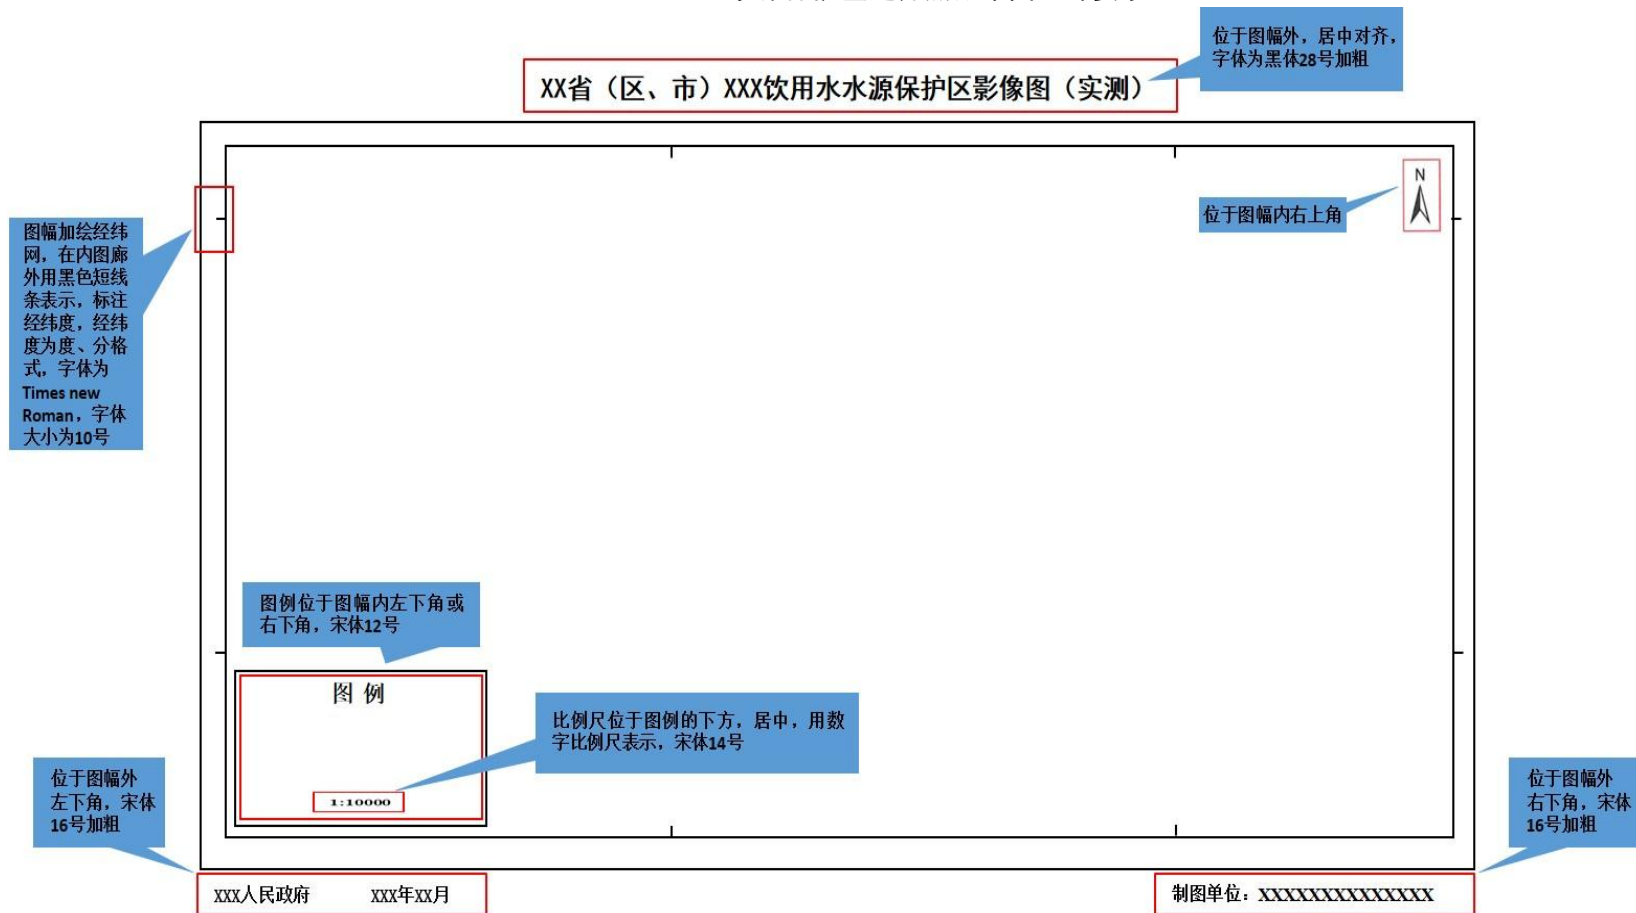 位于图幅外，居中对齐，
字体为黑体28号加粗
XX省（区、市）XXX饮用水水源保护区影像图（实测）
N
位于图幅内右上角
图幅加绘经纬
网，在内图廊
外用黑色短线
条表示，标注
经纬度，经纬
度为度、分格
式，字体为
Times new
Roman，字体
大小为10号
图例位于图幅内左下角或
右下角，宋体12号
图 例
比例尺位于图例的下方，居中，用数
字比例尺表示，宋体14号
1:10000
位于图幅外
左下角，宋体
16号加粗
位于图幅外
右下角，宋体
16号加粗
XXX人民政府 XXX年XX月
制图单位：XXXXXXXXXXXXXX